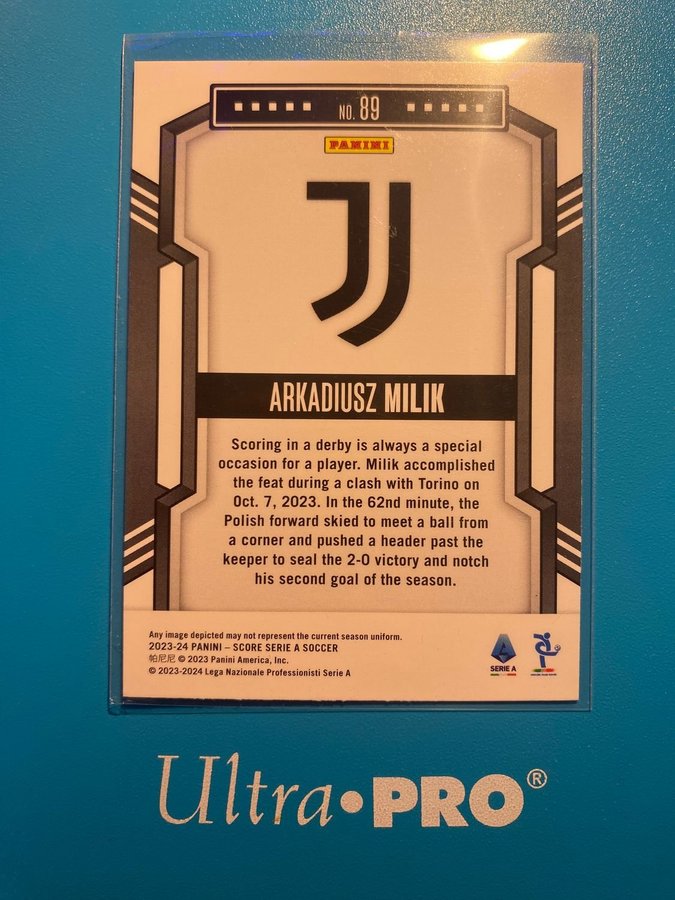 NO. 89
PANINI
ARKADIUSZ MILIK
Scoring in a derby is always a special
occasion for a player. Milik accomplished
the feat during a clash with Torino on
Oct. 7, 2023. In the 62nd minute, the
Polish forward skied to meet a ball from
a corner and pushed a header past the
keeper to seal the 2-0 victory and notch
his second goal of the season.
Any image depicted may not represent the current season uniform.
2023-24 PANINI – SCORE SERIE A SOCCER
帕尼尼 © 2023 Panini America, Inc.
© 2023-2024 Lega Nazionale Professionisti Serie A
SERIE A
Ultra•PRO®